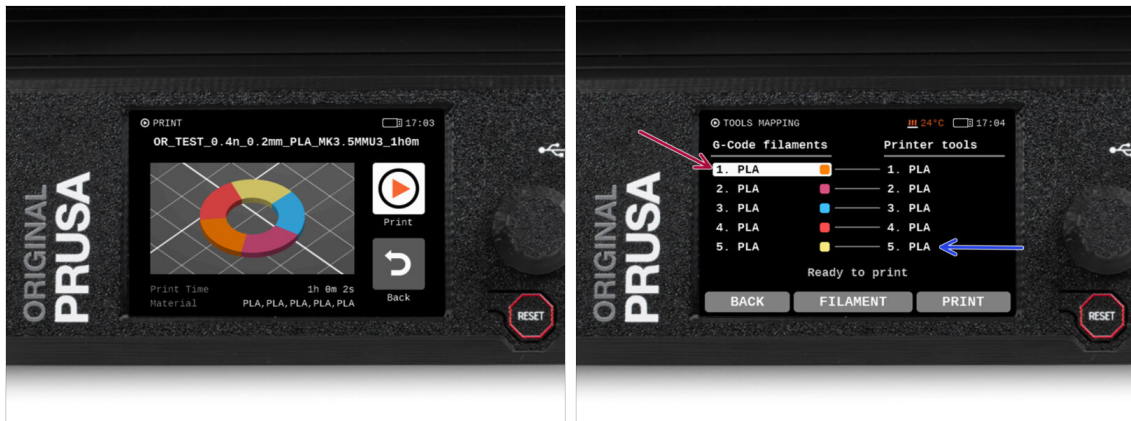 PRINT 17:03
OR_TEST_0.4n_0.2mm_PLA_MK3.5MMU3_1h0m
Print
Print Time 1h 0m 2s
Material PLA,PLA,PLA,PLA,PLA
Back
ORIGINAL
PRUSA
RESET
TOOLS MAPPING 24°C 17:04
G-Code filaments Printer tools
1. PLA 1. PLA
2. PLA 2. PLA
3. PLA 3. PLA
4. PLA 4. PLA
5. PLA 5. PLA
Ready to print
BACK FILAMENT PRINT
ORIGINAL
PRUSA
RESET